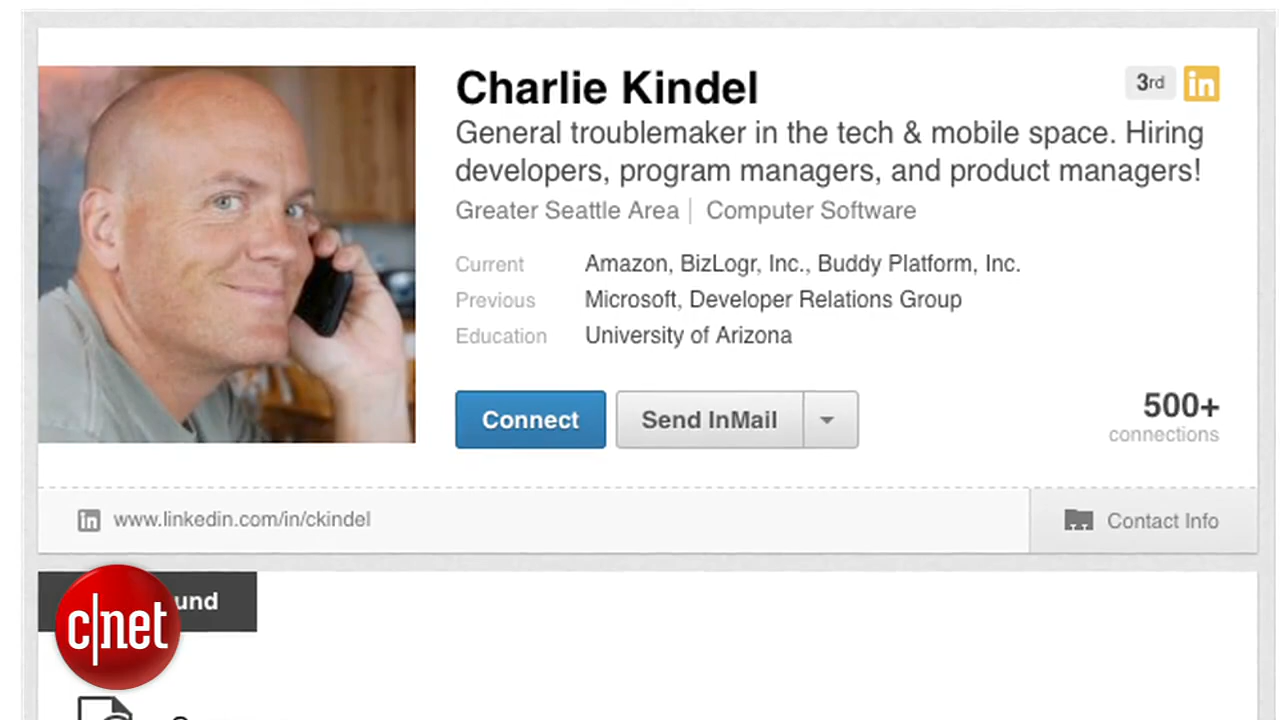 Charlie Kindel
3rd
in
General troublemaker in the tech & mobile space. Hiring
developers, program managers, and product managers!
Greater Seattle Area | Computer Software
Current Amazon, BizLogr, Inc., Buddy Platform, Inc.
Previous Microsoft, Developer Relations Group
Education University of Arizona
Connect Send InMail
500+
connections
in www.linkedin.com/in/ckindel
Contact Info
und
c|net